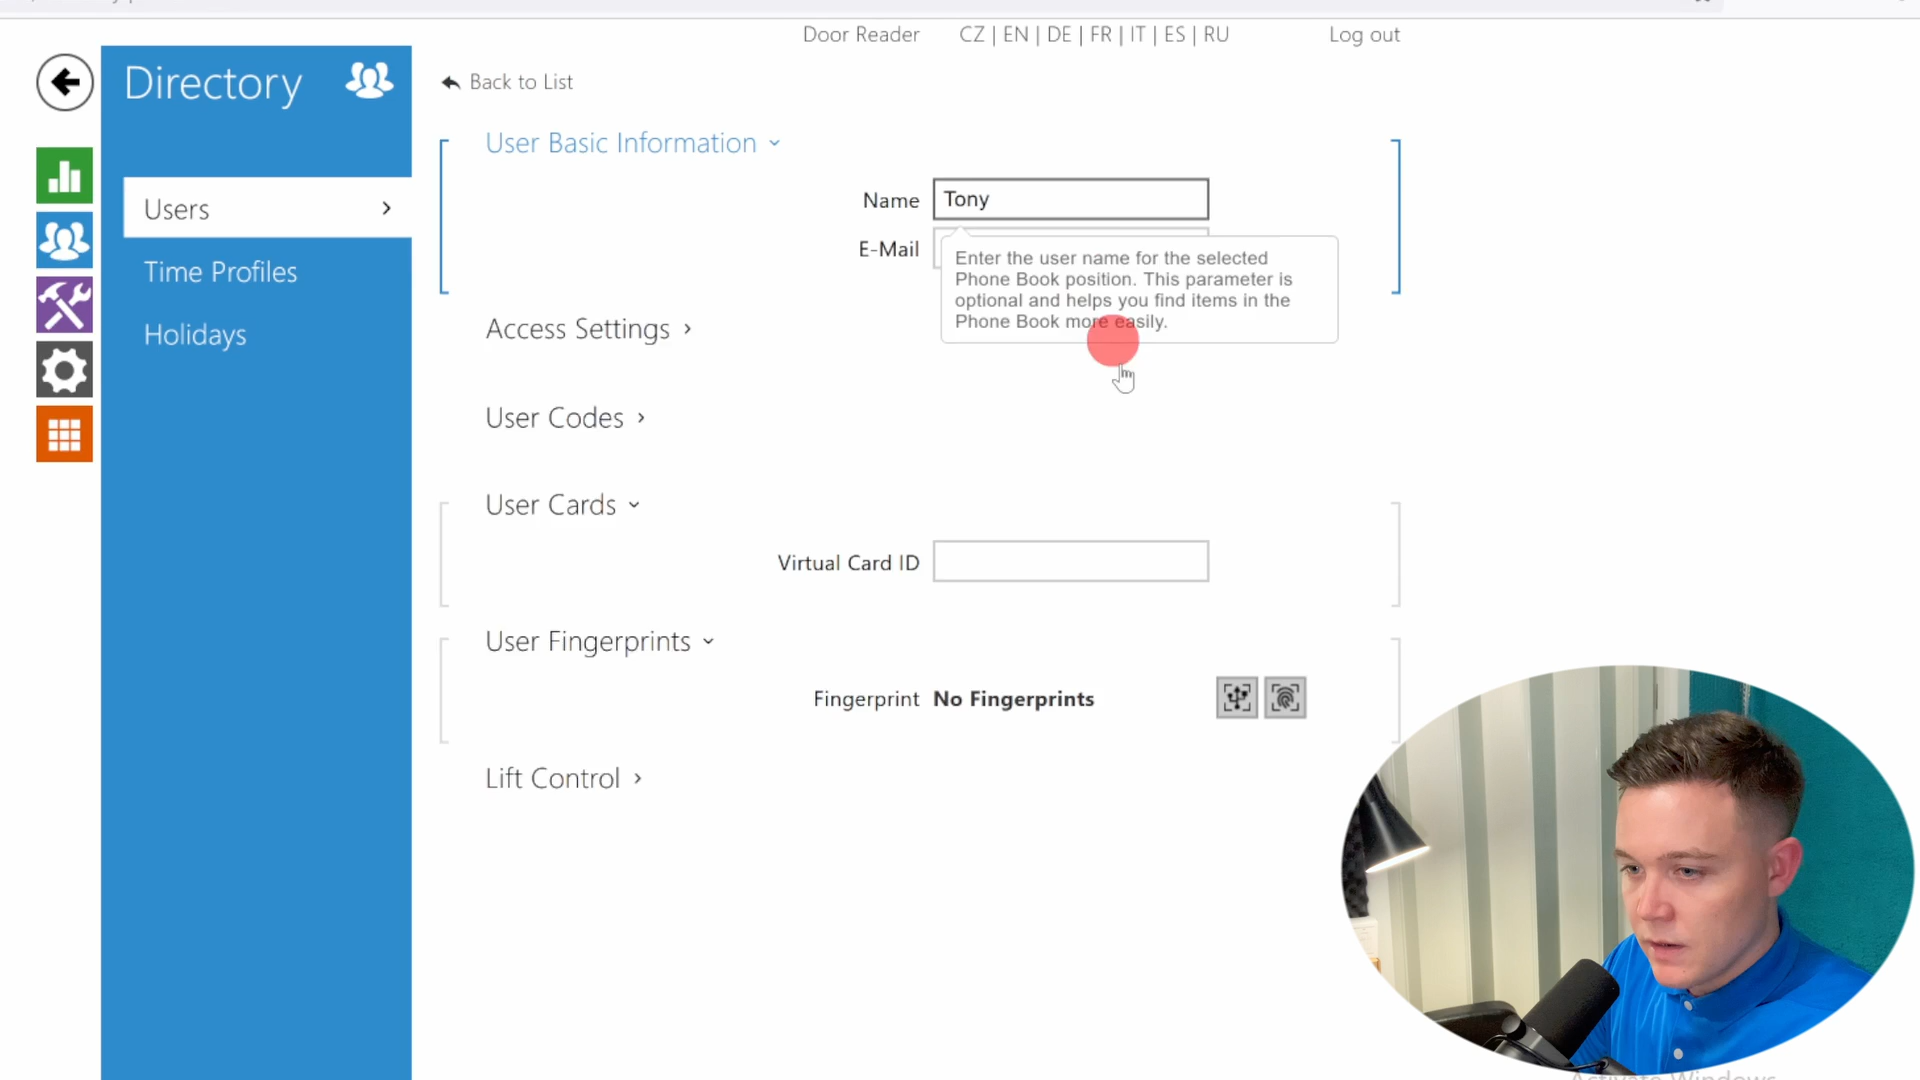 Door Reader
CZ | EN | DE | FR | IT | ES | RU
Log out
Directory
Back to List
User Basic Information
Users
Name
Tony
E-Mail
Enter the user name for the selected
Phone Book position. This parameter is
optional and helps you find items in the
Phone Book more easily.
Time Profiles
Holidays
Access Settings
User Codes
User Cards
Virtual Card ID
User Fingerprints
Fingerprint
No Fingerprints
Lift Control
Activate Windows